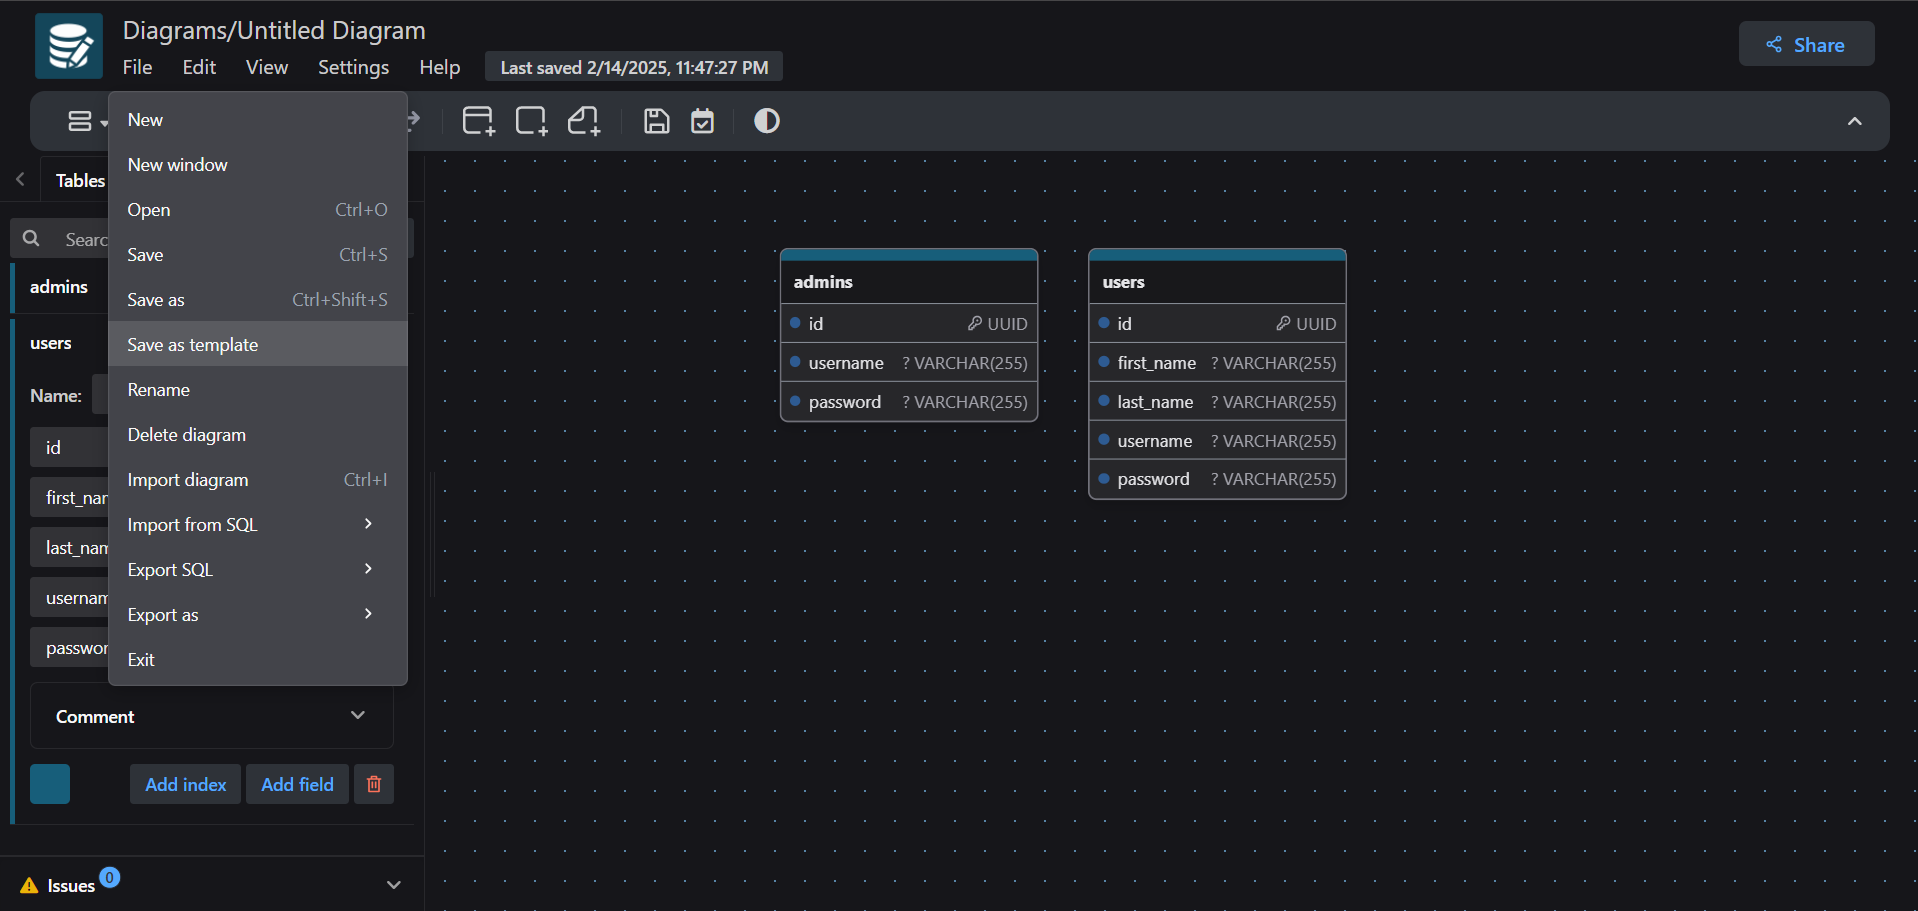 Diagrams/Untitled Diagram
File Edit View Settings Help Last saved 2/14/2025, 11:47:27 PM
Share
New
New window
Open Ctrl+O
Save Ctrl+S
Save as Ctrl+Shift+S
Save as template
Rename
Delete diagram
Import diagram Ctrl+I
Import from SQL
Export SQL
Export as
Exit
Tables
Searc
admins
users
Name:
id
first_nam
last_nam
usernam
passwor
Comment
Add index Add field
Issues 0
admins
id UUID
username ? VARCHAR(255)
password ? VARCHAR(255)
users
id UUID
first_name ? VARCHAR(255)
last_name ? VARCHAR(255)
username ? VARCHAR(255)
password ? VARCHAR(255)